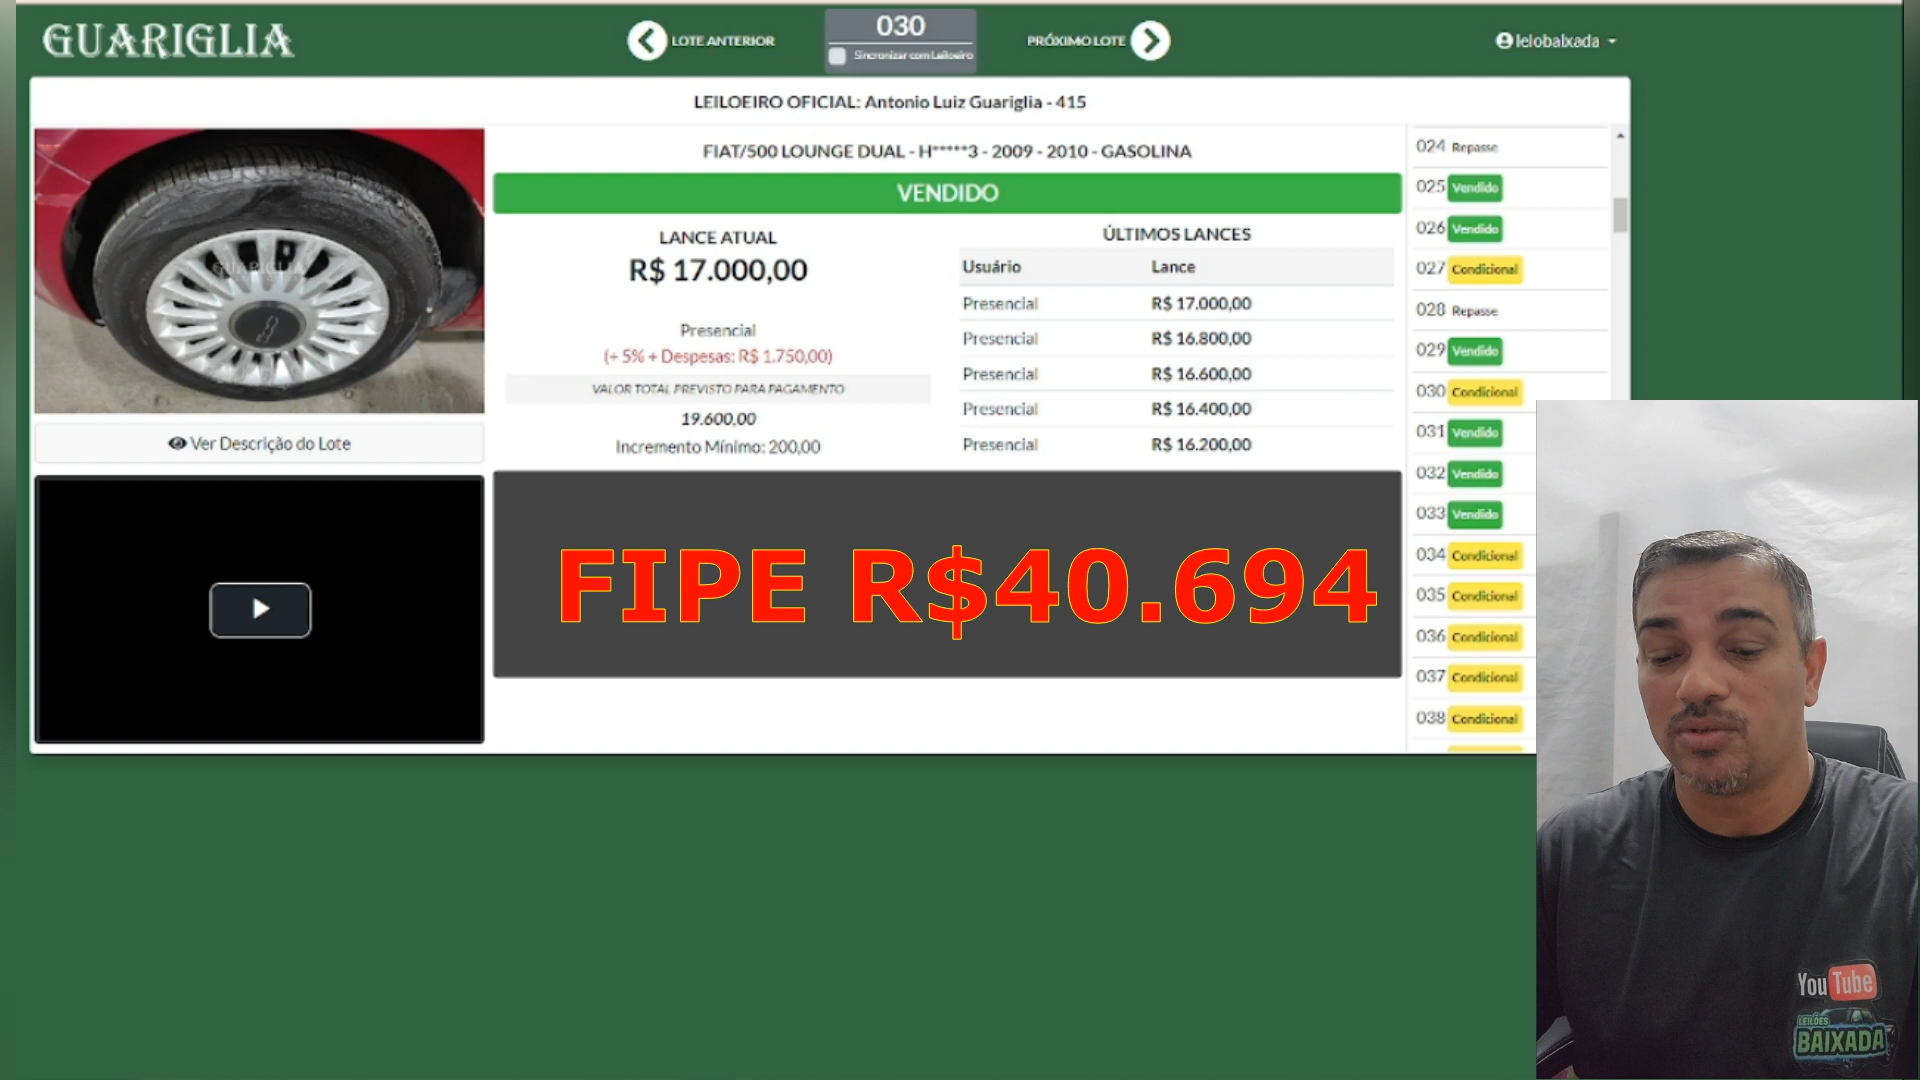 GUARIGLIA
LOTE ANTERIOR
030
Sincronizar com Leiloeiro
PRÓXIMO LOTE
lelobaixada
LEILOEIRO OFICIAL: Antonio Luiz Guariglia - 415
GUARIGLIA
FIAT/500 LOUNGE DUAL - H*****3 - 2009 - 2010 - GASOLINA
VENDIDO
LANCE ATUAL
R$ 17.000,00
Presencial
(+ 5% + Despesas: R$ 1.750,00)
VALOR TOTAL PREVISTO PARA PAGAMENTO
19.600,00
Incremento Mínimo: 200,00
ÚLTIMOS LANCES
Usuário Lance
Presencial R$ 17.000,00
Presencial R$ 16.800,00
Presencial R$ 16.600,00
Presencial R$ 16.400,00
Presencial R$ 16.200,00
Ver Descrição do Lote
FIPE R$40.694
024 Repasse
025 Vendido
026 Vendido
027 Condicional
028 Repasse
029 Vendido
030 Condicional
031 Vendido
032 Vendido
033 Vendido
034 Condicional
035 Condicional
036 Condicional
037 Condicional
038 Condicional
YouTube
LEILÕES
BAIXADA